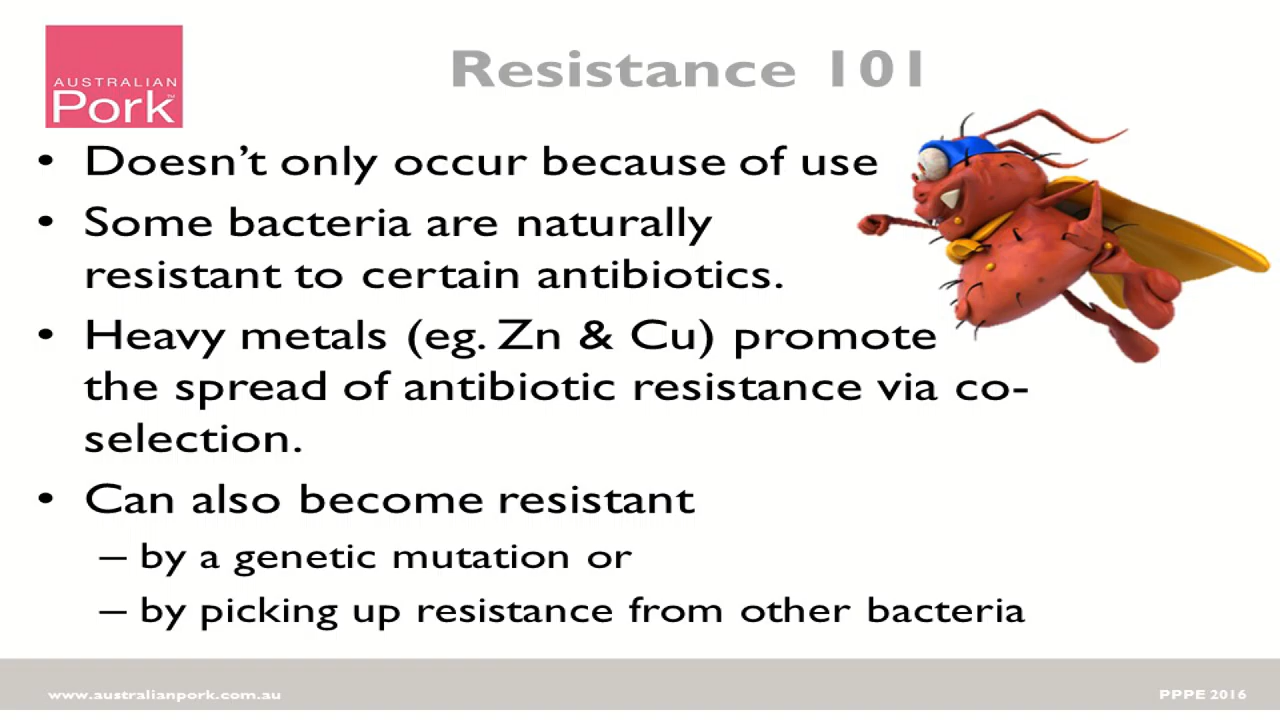 Resistance 101
AUSTRALIAN
Pork™
• Doesn’t only occur because of use
• Some bacteria are naturally
resistant to certain antibiotics.
• Heavy metals (eg. Zn & Cu) promote
the spread of antibiotic resistance via co-
selection.
• Can also become resistant
– by a genetic mutation or
– by picking up resistance from other bacteria
www.australianpork.com.au
PPPE 2016